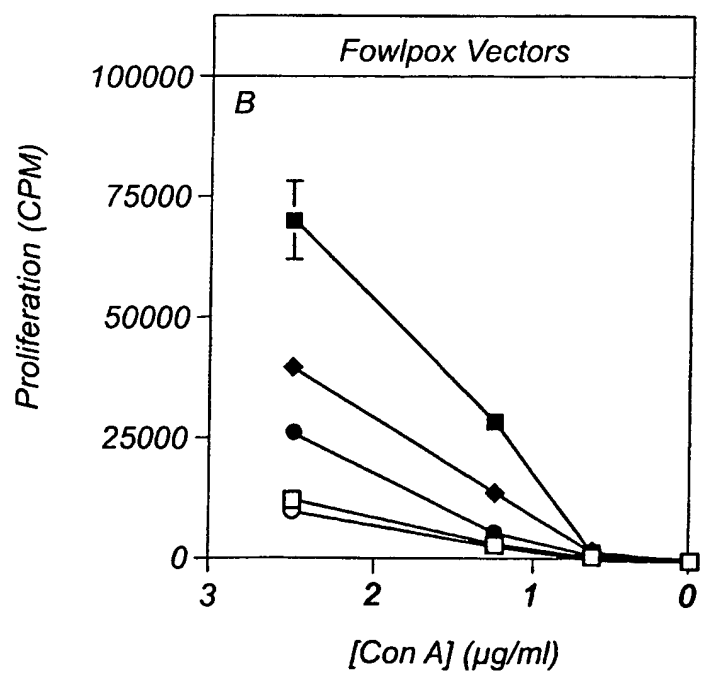 Fowlpox Vectors
B
Proliferation (CPM)
100000
75000
50000
25000
0
3 2 1 0
[Con A] (μg/ml)